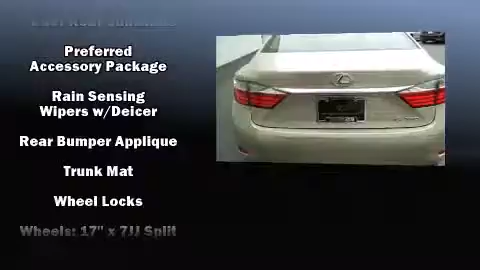 Preferred
Accessory Package
Rain Sensing
Wipers w/Deicer
Rear Bumper Applique
Trunk Mat
Wheel Locks
Wheels: 17" x 7JJ Split